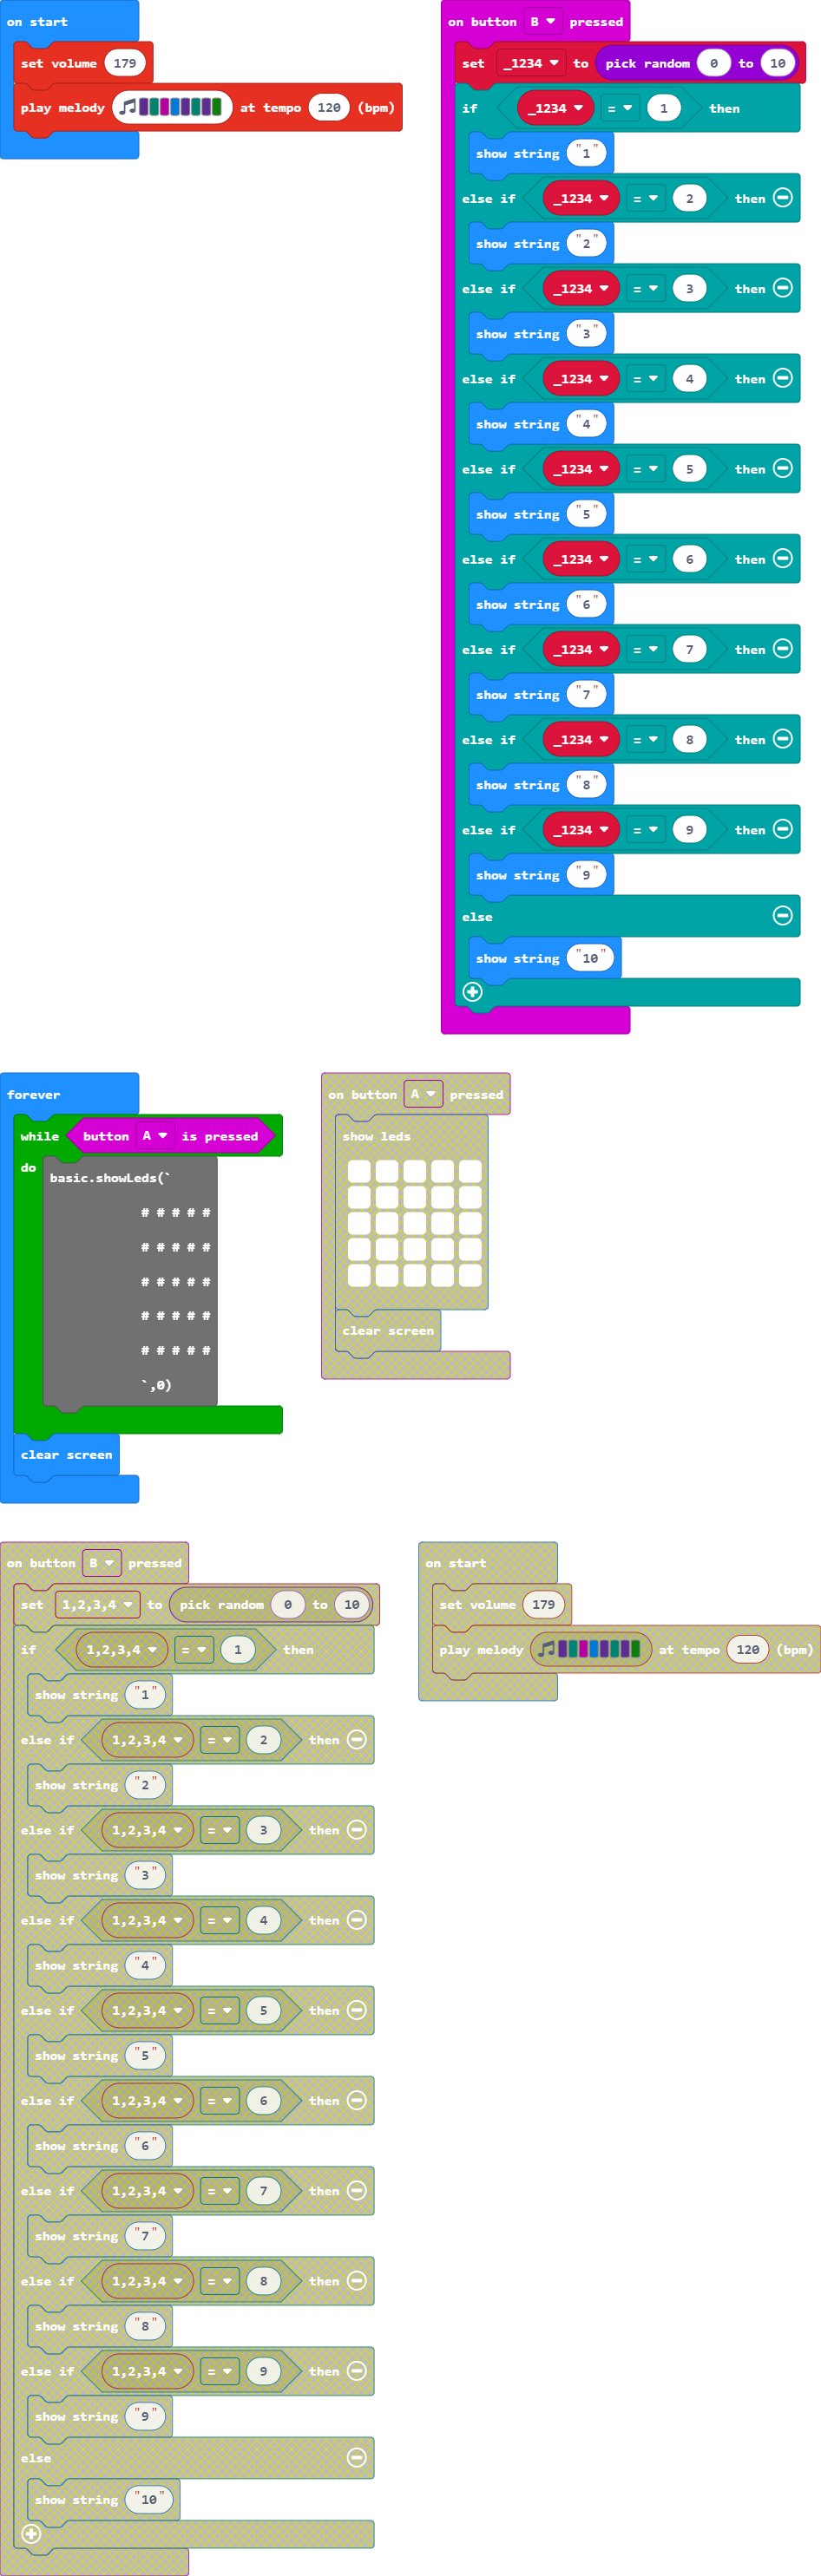 on start
set volume 179
play melody at tempo 120 (bpm)
on button B pressed
set _1234 to pick random 0 to 10
if _1234 = 1 then
show string "1"
else if _1234 = 2 then
show string "2"
else if _1234 = 3 then
show string "3"
else if _1234 = 4 then
show string "4"
else if _1234 = 5 then
show string "5"
else if _1234 = 6 then
show string "6"
else if _1234 = 7 then
show string "7"
else if _1234 = 8 then
show string "8"
else if _1234 = 9 then
show string "9"
else
show string "10"
forever
while button A is pressed
do
basic.showLeds(`
# # # # #
# # # # #
# # # # #
# # # # #
# # # # #
`,0)
clear screen
on button A pressed
show leds
clear screen
on button B pressed
set 1,2,3,4 to pick random 0 to 10
if 1,2,3,4 = 1 then
show string "1"
else if 1,2,3,4 = 2 then
show string "2"
else if 1,2,3,4 = 3 then
show string "3"
else if 1,2,3,4 = 4 then
show string "4"
else if 1,2,3,4 = 5 then
show string "5"
else if 1,2,3,4 = 6 then
show string "6"
else if 1,2,3,4 = 7 then
show string "7"
else if 1,2,3,4 = 8 then
show string "8"
else if 1,2,3,4 = 9 then
show string "9"
else
show string "10"
on start
set volume 179
play melody at tempo 120 (bpm)